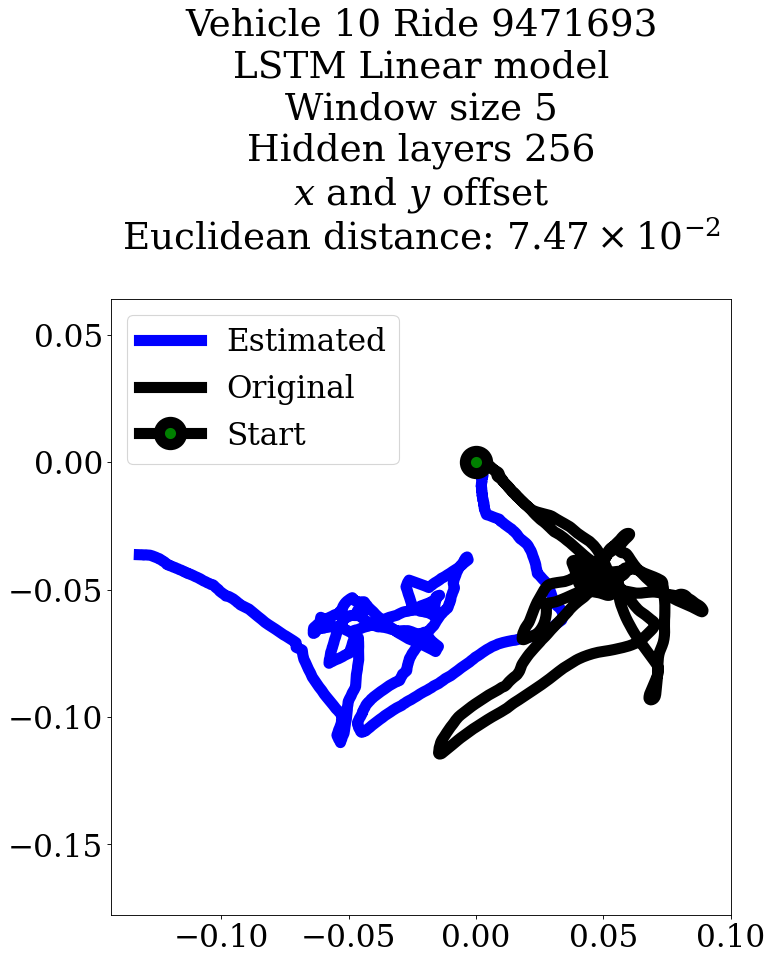 Vehicle 10 Ride 9471693
LSTM Linear model
Window size 5
Hidden layers 256
x and y offset
Euclidean distance: 7.47 × 10⁻²
Estimated
Original
Start
0.05
0.00
−0.05
−0.10
−0.15
−0.10 −0.05 0.00 0.05 0.10